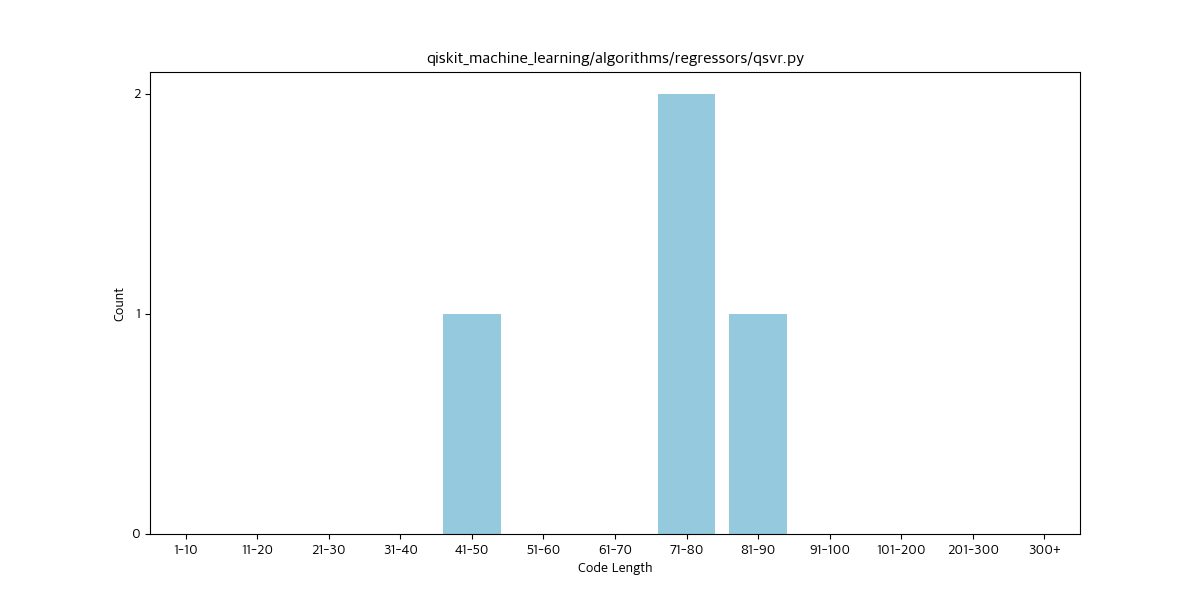 qiskit_machine_learning/algorithms/regressors/qsvr.py
2
1
0
Count
1-10 11-20 21-30 31-40 41-50 51-60 61-70 71-80 81-90 91-100 101-200 201-300 300+
Code Length